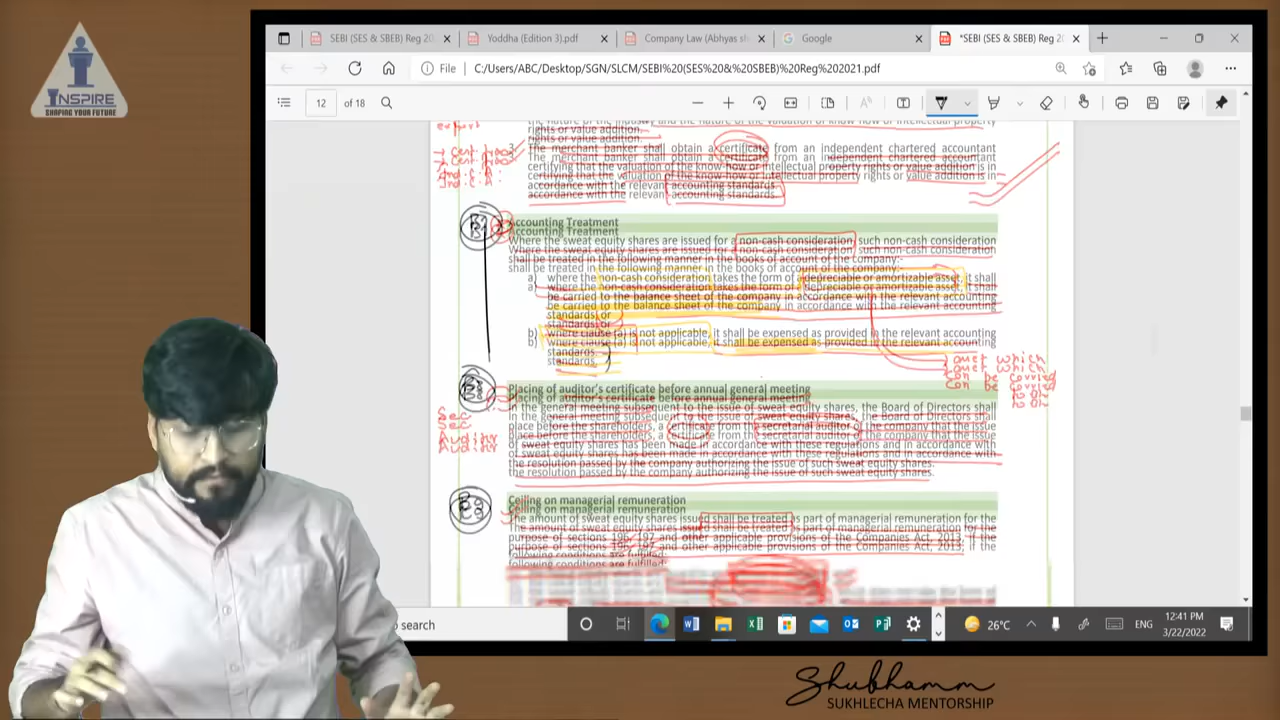 INSPIRE
SHAPING YOUR FUTURE
SEBI (SES & SBEB) Reg 20
Yoddha (Edition 3).pdf
Company Law (Abhyas sh
Google
*SEBI (SES & SBEB) Reg 2
File
C:/Users/ABC/Desktop/SGN/SLCM/SEBI%20(SES%20&%20SBEB)%20Reg%202021.pdf
12 of 18
rights or value addition.
3. The merchant banker shall obtain a certificate from an independent chartered accountant
certifying that the valuation of the know-how or intellectual property rights or value addition is in
accordance with the relevant accounting standards.
Accounting Treatment
Where the sweat equity shares are issued for a non-cash consideration, such non-cash consideration
shall be treated in the following manner in the books of account of the company:-
a) where the non-cash consideration takes the form of a depreciable or amortizable asset, it shall
be carried to the balance sheet of the company in accordance with the relevant accounting
standards; or
b) where clause (a) is not applicable, it shall be expensed as provided in the relevant accounting
standards.
Placing of auditor's certificate before annual general meeting
In the general meeting subsequent to the issue of sweat equity shares, the Board of Directors shall
place before the shareholders, a certificate from the secretarial auditor of the company that the issue
of sweat equity shares has been made in accordance with these regulations and in accordance with
the resolution passed by the company authorizing the issue of such sweat equity shares.
Sec
Auditor
Ceiling on managerial remuneration
The amount of sweat equity shares issued shall be treated as part of managerial remuneration for the
purpose of sections 196, 197 and other applicable provisions of the Companies Act, 2013, if the
following conditions are fulfilled:
o search
26°C
ENG
12:41 PM
3/22/2022
Shubhamm
SUKHLECHA MENTORSHIP